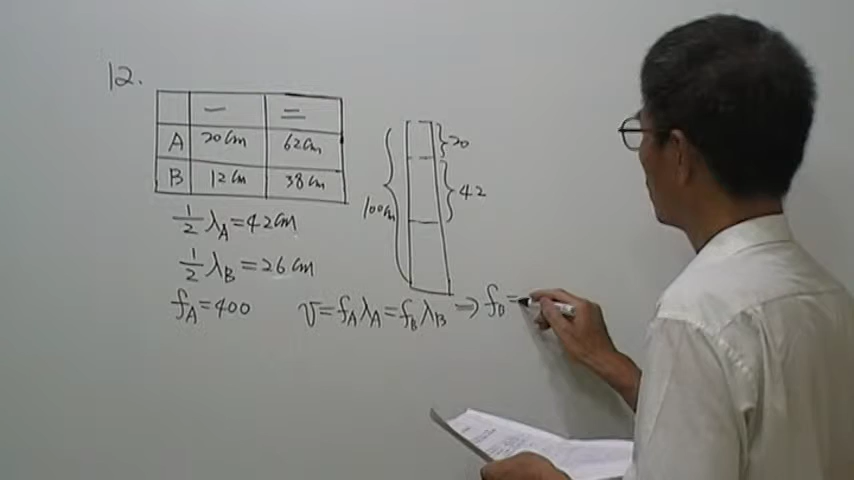 12.
一 二
A 20cm 62cm
B 12cm 38cm
20
42
100cm
1/2 λA = 42cm
1/2 λB = 26cm
fA = 400
V = fAλA = fBλB ⇒ fB =